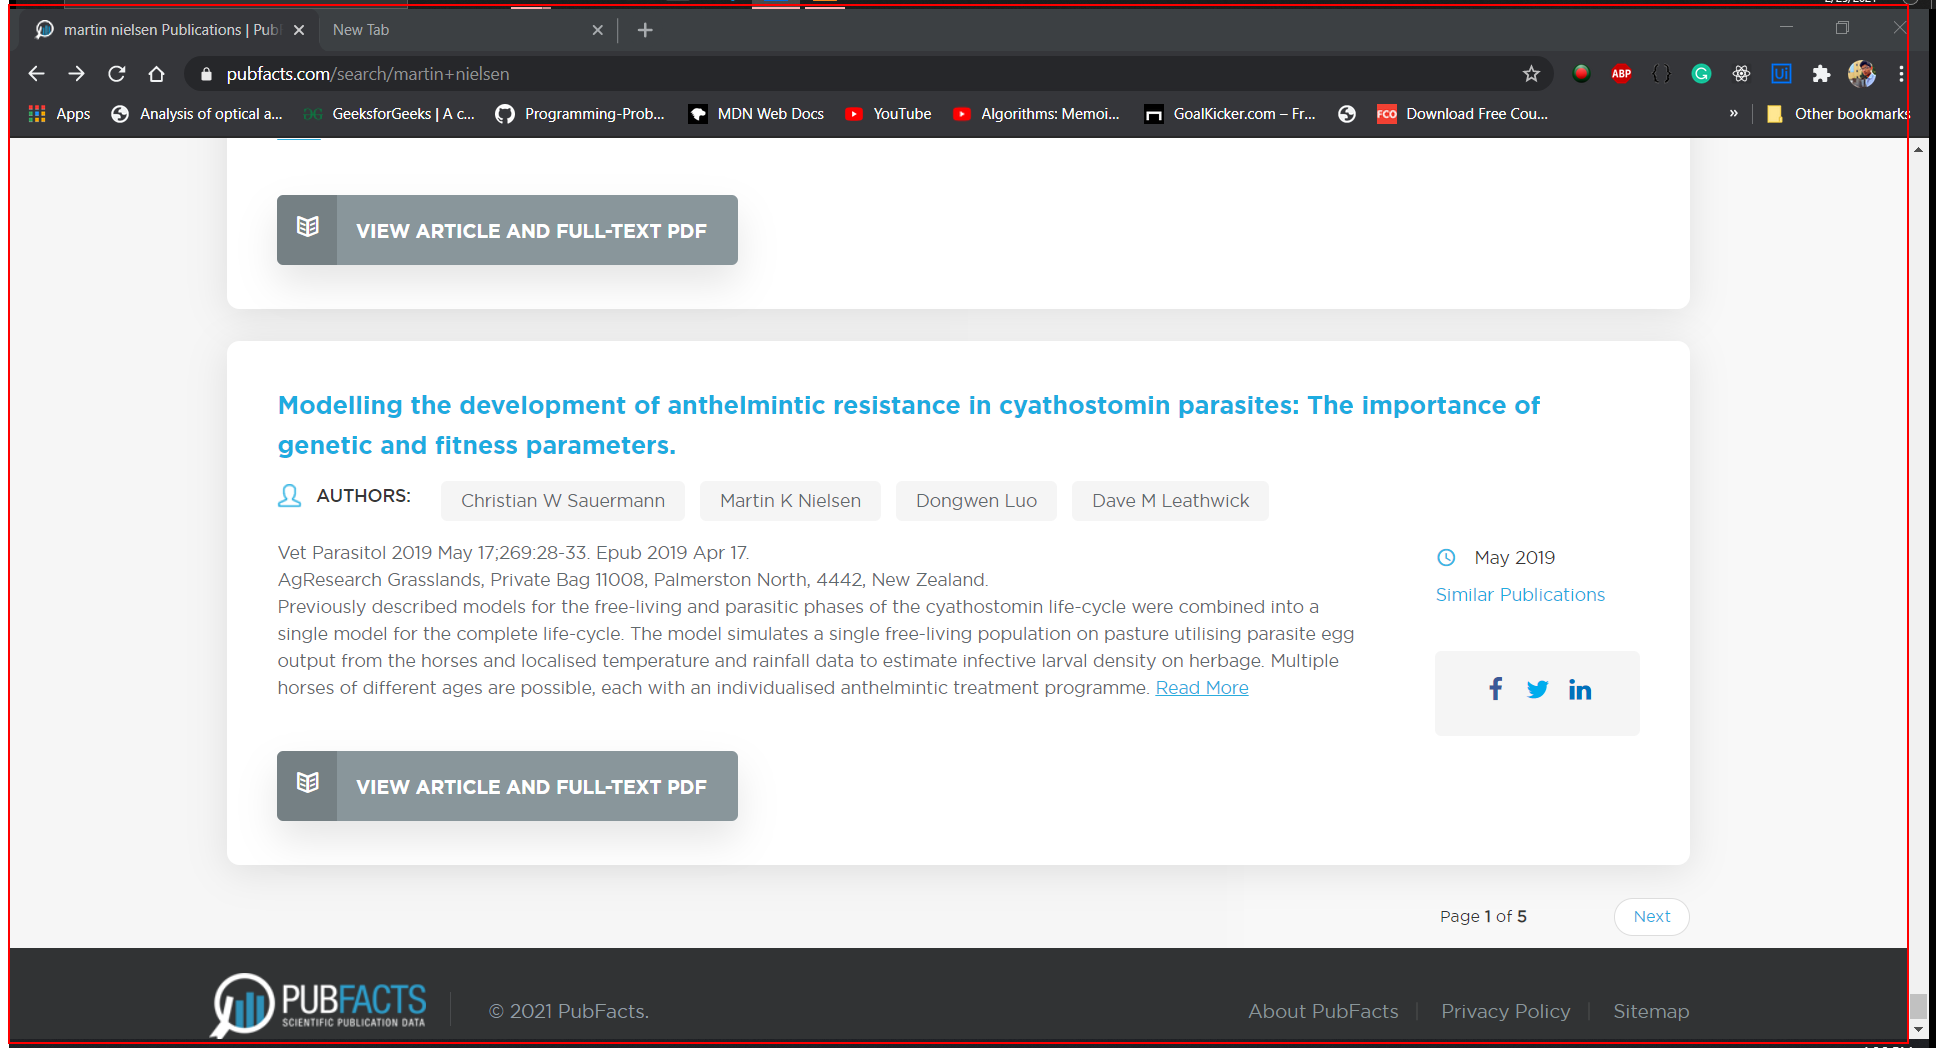 martin nielsen Publications | Publ
New Tab
pubfacts.com/search/martin+nielsen
ABP
Ui
Apps
Analysis of optical a...
GeeksforGeeks | A c...
Programming-Prob...
MDN Web Docs
YouTube
Algorithms: Memoi...
GoalKicker.com – Fr...
FCO
Download Free Cou...
»
Other bookmarks
VIEW ARTICLE AND FULL-TEXT PDF
Modelling the development of anthelmintic resistance in cyathostomin parasites: The importance of
genetic and fitness parameters.
AUTHORS: Christian W Sauermann Martin K Nielsen Dongwen Luo Dave M Leathwick
Vet Parasitol 2019 May 17;269:28-33. Epub 2019 Apr 17.
AgResearch Grasslands, Private Bag 11008, Palmerston North, 4442, New Zealand.
Previously described models for the free-living and parasitic phases of the cyathostomin life-cycle were combined into a
single model for the complete life-cycle. The model simulates a single free-living population on pasture utilising parasite egg
output from the horses and localised temperature and rainfall data to estimate infective larval density on herbage. Multiple
horses of different ages are possible, each with an individualised anthelmintic treatment programme. Read More
May 2019
Similar Publications
VIEW ARTICLE AND FULL-TEXT PDF
Page 1 of 5
Next
PUBFACTS
SCIENTIFIC PUBLICATION DATA
© 2021 PubFacts.
About PubFacts
Privacy Policy
Sitemap